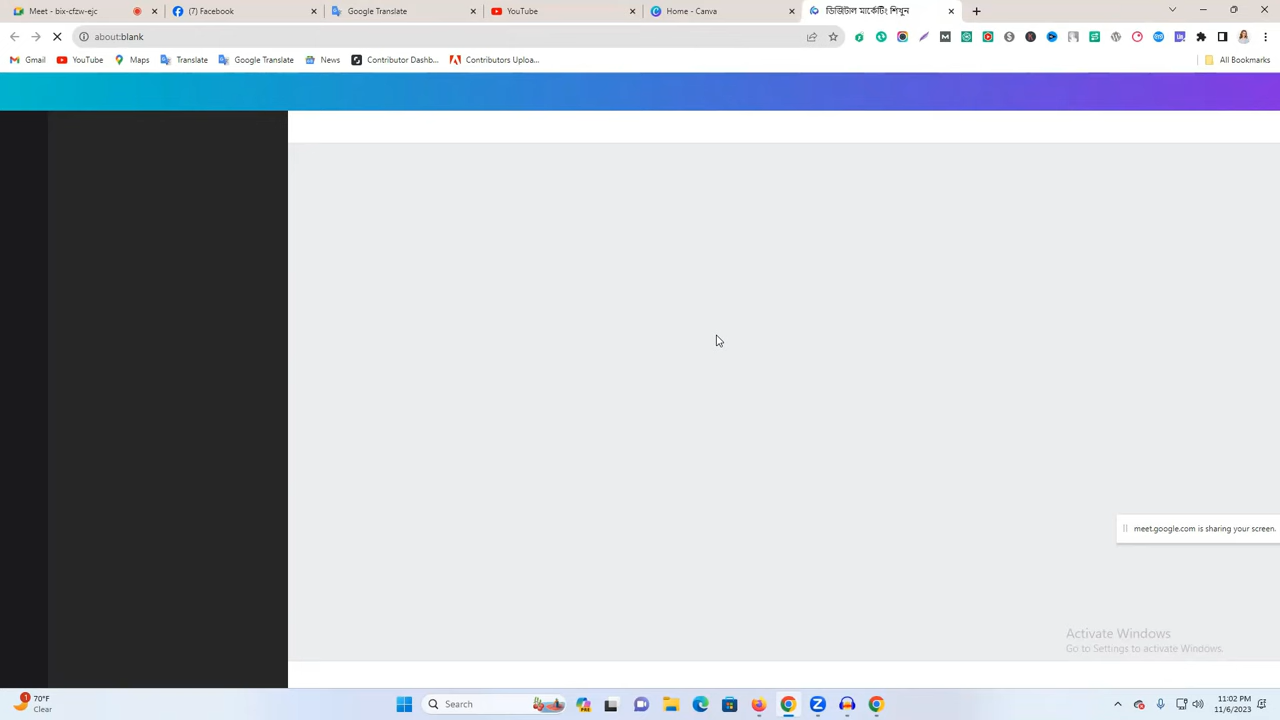 Meet - bix-cfzw-ejc
(7) Facebook
Google Translate
YouTube
Home - Canva
ডিজিটাল মার্কেটিং শিখুন
about:blank
Gmail
YouTube
Maps
Translate
Google Translate
News
Contributor Dashb...
Contributors Uploa...
All Bookmarks
meet.google.com is sharing your screen.
Activate Windows
Go to Settings to activate Windows.
70°F
Clear
Search
11:02 PM
11/6/2023